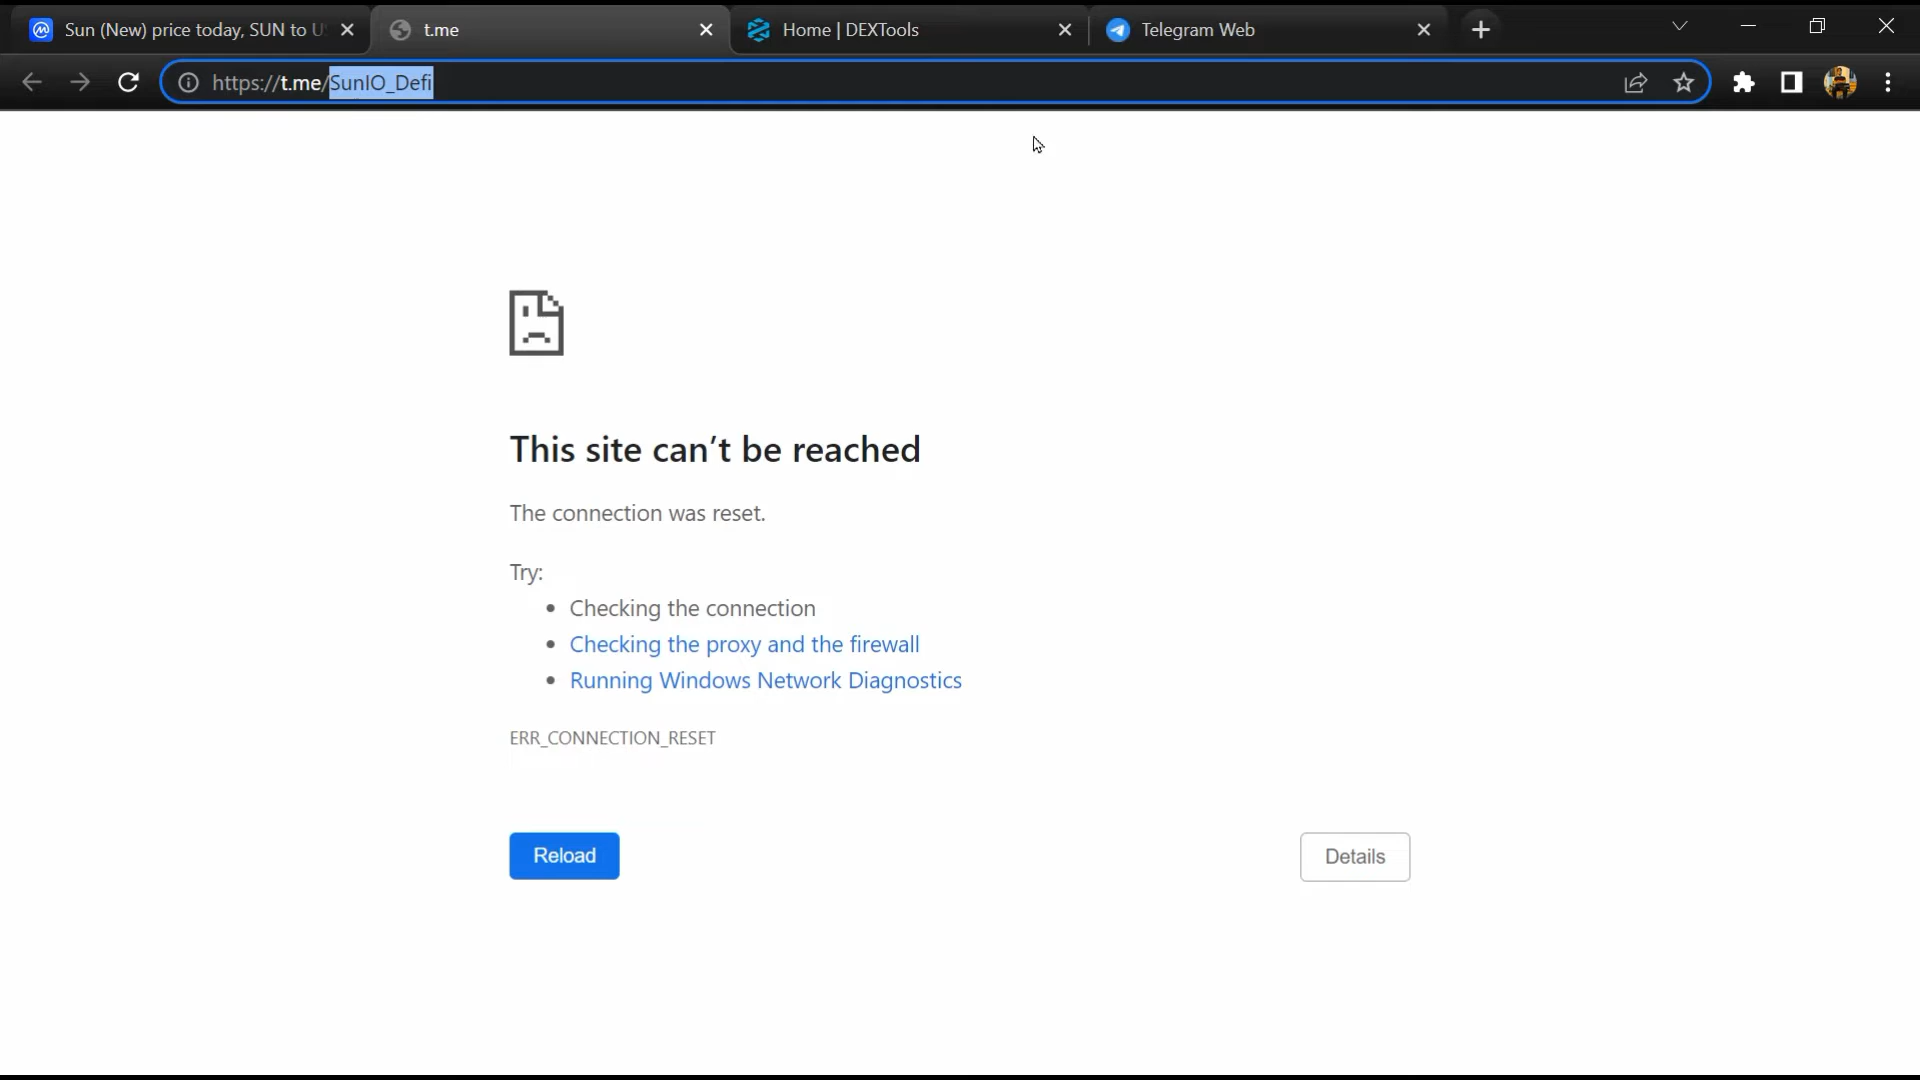 Sun (New) price today, SUN to U
t.me
Home | DEXTools
Telegram Web
https://t.me/SunIO_Defi
This site can't be reached
The connection was reset.
Try:
Checking the connection
Checking the proxy and the firewall
Running Windows Network Diagnostics
ERR_CONNECTION_RESET
Reload
Details